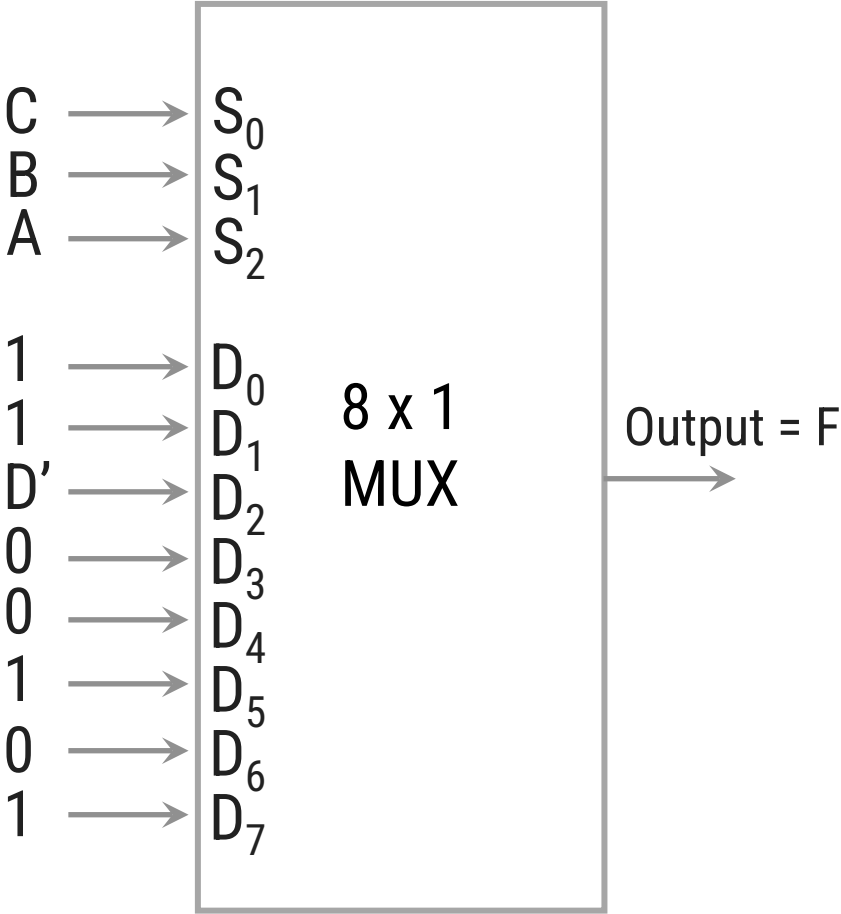 C S₀
B S₁
A S₂
1 D₀
1 D₁
D’ D₂
0 D₃
0 D₄
1 D₅
0 D₆
1 D₇
8 x 1
MUX
Output = F